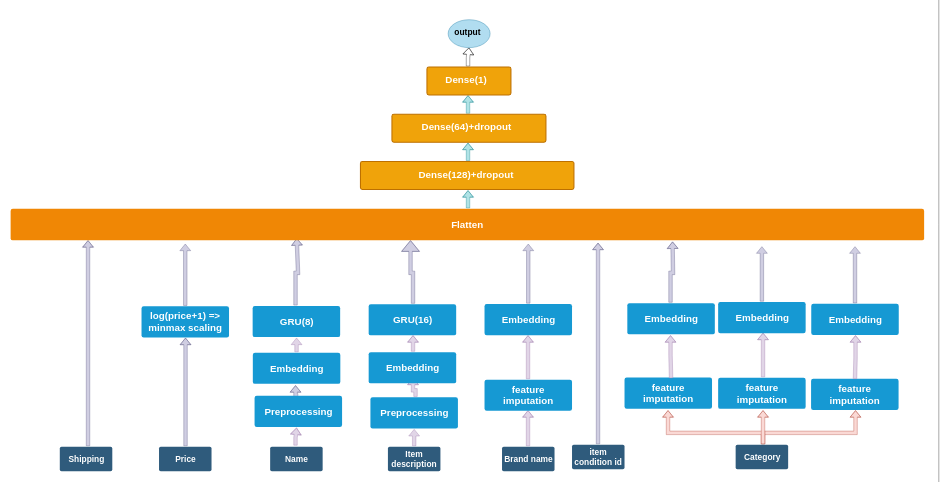 output
Dense(1)
Dense(64)+dropout
Dense(128)+dropout
Flatten
log(price+1) =>
minmax scaling
GRU(8)
GRU(16)
Embedding
Embedding
Embedding
Embedding
Embedding
Embedding
Preprocessing
Preprocessing
feature
imputation
feature
imputation
feature
imputation
feature
imputation
Shipping
Price
Name
Item
description
Brand name
item
condition id
Category